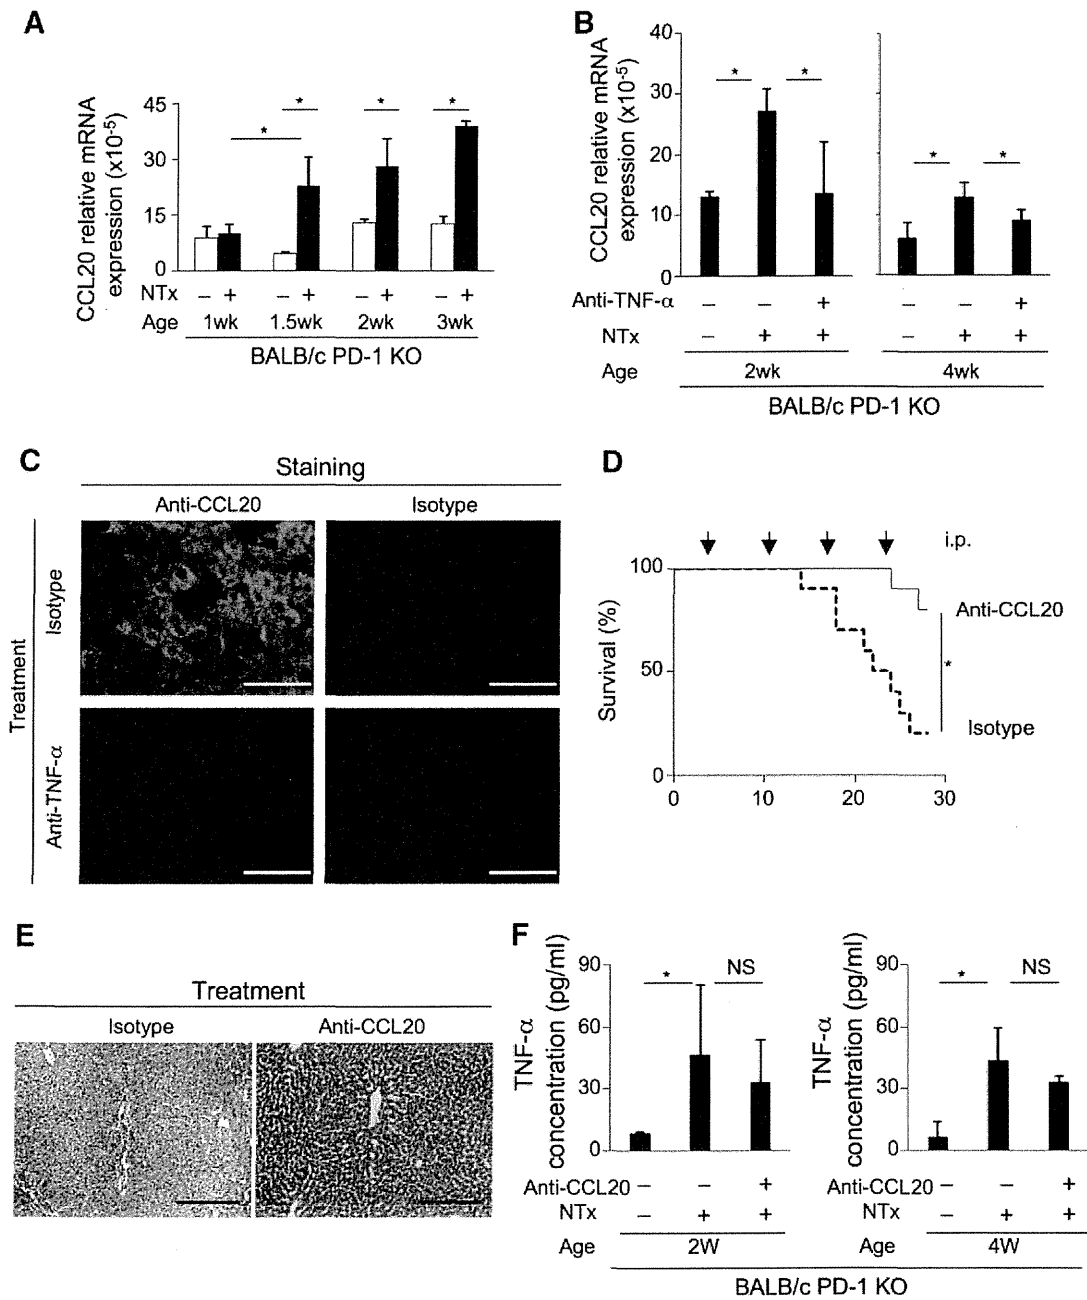 A
CCL20 relative mRNA
expression (x10-5)
45
30
15
0
*
*
*
*
NTx
– + – + – + – +
Age 1wk 1.5wk 2wk 3wk
BALB/c PD-1 KO
B
CCL20 relative mRNA
expression (x10-5)
40
30
20
10
0
* *
* *
Anti-TNF-α – – + – – +
NTx – + + – + +
Age 2wk 4wk
BALB/c PD-1 KO
C
Staining
Anti-CCL20 Isotype
Treatment
Isotype
Anti-TNF-α
D
i.p.
Survival (%)
100
50
0
0 10 20 30
Anti-CCL20
*
Isotype
E
Treatment
Isotype Anti-CCL20
F
TNF-α
concentration (pg/ml)
90
60
30
0
* NS
Anti-CCL20 – – +
NTx – + +
Age 2W
TNF-α
concentration (pg/ml)
90
60
30
0
* NS
Anti-CCL20 – – +
NTx – + +
Age 4W
BALB/c PD-1 KO